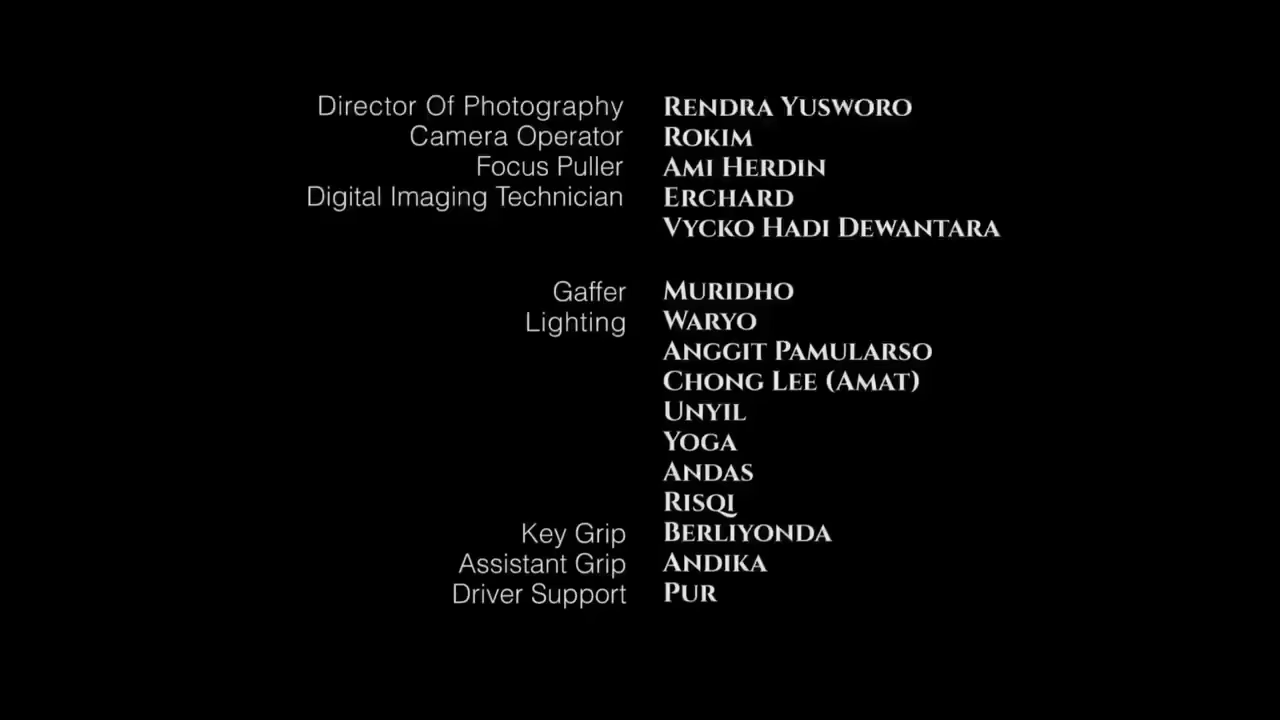 Director Of Photography RENDRA YUSWORO
Camera Operator ROKIM
Focus Puller AMI HERDIN
Digital Imaging Technician ERCHARD
VYCKO HADI DEWANTARA
Gaffer MURIDHO
Lighting WARYO
ANGGIT PAMULARSO
CHONG LEE (AMAT)
UNYIL
YOGA
ANDAS
RISQI
Key Grip BERLIYONDA
Assistant Grip ANDIKA
Driver Support PUR